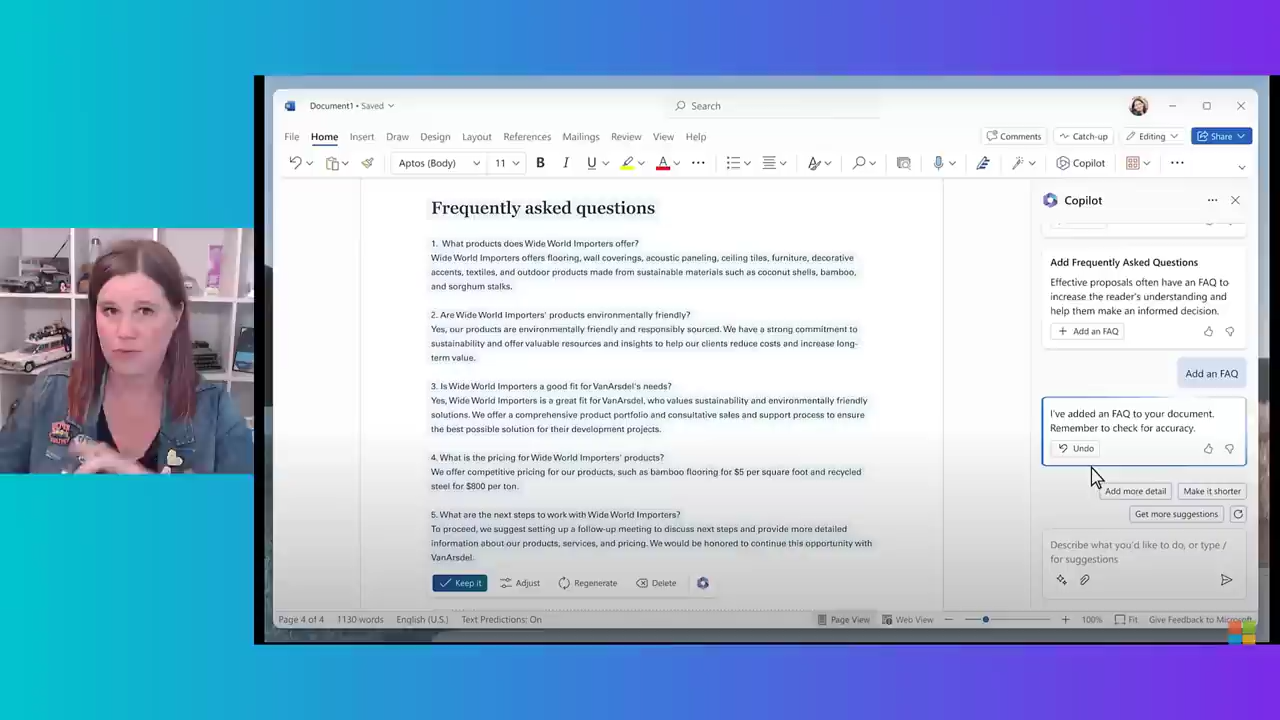 Document1 • Saved
Search
File Home Insert Draw Design Layout References Mailings Review View Help
Comments Catch-up Editing Share
Aptos (Body) 11 B I U A Copilot
Frequently asked questions
1. What products does Wide World Importers offer?
Wide World Importers offers flooring, wall coverings, acoustic paneling, ceiling tiles, furniture, decorative
accents, textiles, and outdoor products made from sustainable materials such as coconut shells, bamboo,
and sorghum stalks.
2. Are Wide World Importers' products environmentally friendly?
Yes, our products are environmentally friendly and responsibly sourced. We have a strong commitment to
sustainability and offer valuable resources and insights to help our clients reduce costs and increase long-
term value.
3. Is Wide World Importers a good fit for VanArsdel's needs?
Yes, Wide World Importers is a great fit for VanArsdel, who values sustainability and environmentally friendly
solutions. We offer a comprehensive product portfolio and consultative sales and support process to ensure
the best possible solution for their development projects.
4. What is the pricing for Wide World Importers' products?
We offer competitive pricing for our products, such as bamboo flooring for $5 per square foot and recycled
steel for $800 per ton.
5. What are the next steps to work with Wide World Importers?
To proceed, we suggest setting up a follow-up meeting to discuss next steps and provide more detailed
information about our products, services, and pricing. We would be honored to continue this opportunity with
VanArsdel.
Keep it Adjust Regenerate Delete
Copilot
Add Frequently Asked Questions
Effective proposals often have an FAQ to
increase the reader's understanding and
help them make an informed decision.
+ Add an FAQ
Add an FAQ
I've added an FAQ to your document.
Remember to check for accuracy.
Undo
Add more detail Make it shorter
Get more suggestions
Describe what you'd like to do, or type /
for suggestions
Page 4 of 4 1130 words English (U.S.) Text Predictions: On Page View Web View 100% Fit Give Feedback to Microsoft